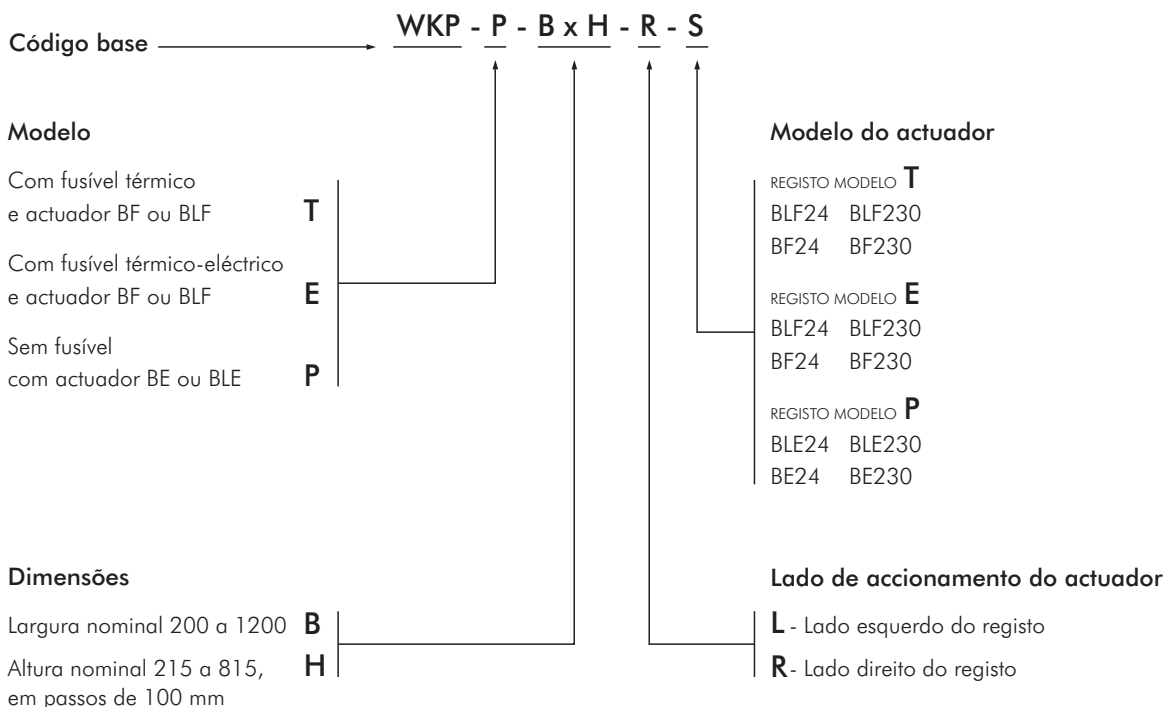 Código base
WKP - P - B x H - R - S
Modelo
Com fusível térmico
e actuador BF ou BLF T
Com fusível térmico-eléctrico
e actuador BF ou BLF E
Sem fusível
com actuador BE ou BLE P
Modelo do actuador
REGISTO MODELO T
BLF24 BLF230
BF24 BF230
REGISTO MODELO E
BLF24 BLF230
BF24 BF230
REGISTO MODELO P
BLE24 BLE230
BE24 BE230
Dimensões
Largura nominal 200 a 1200 B
Altura nominal 215 a 815, H
em passos de 100 mm
Lado de accionamento do actuador
L - Lado esquerdo do registo
R - Lado direito do registo